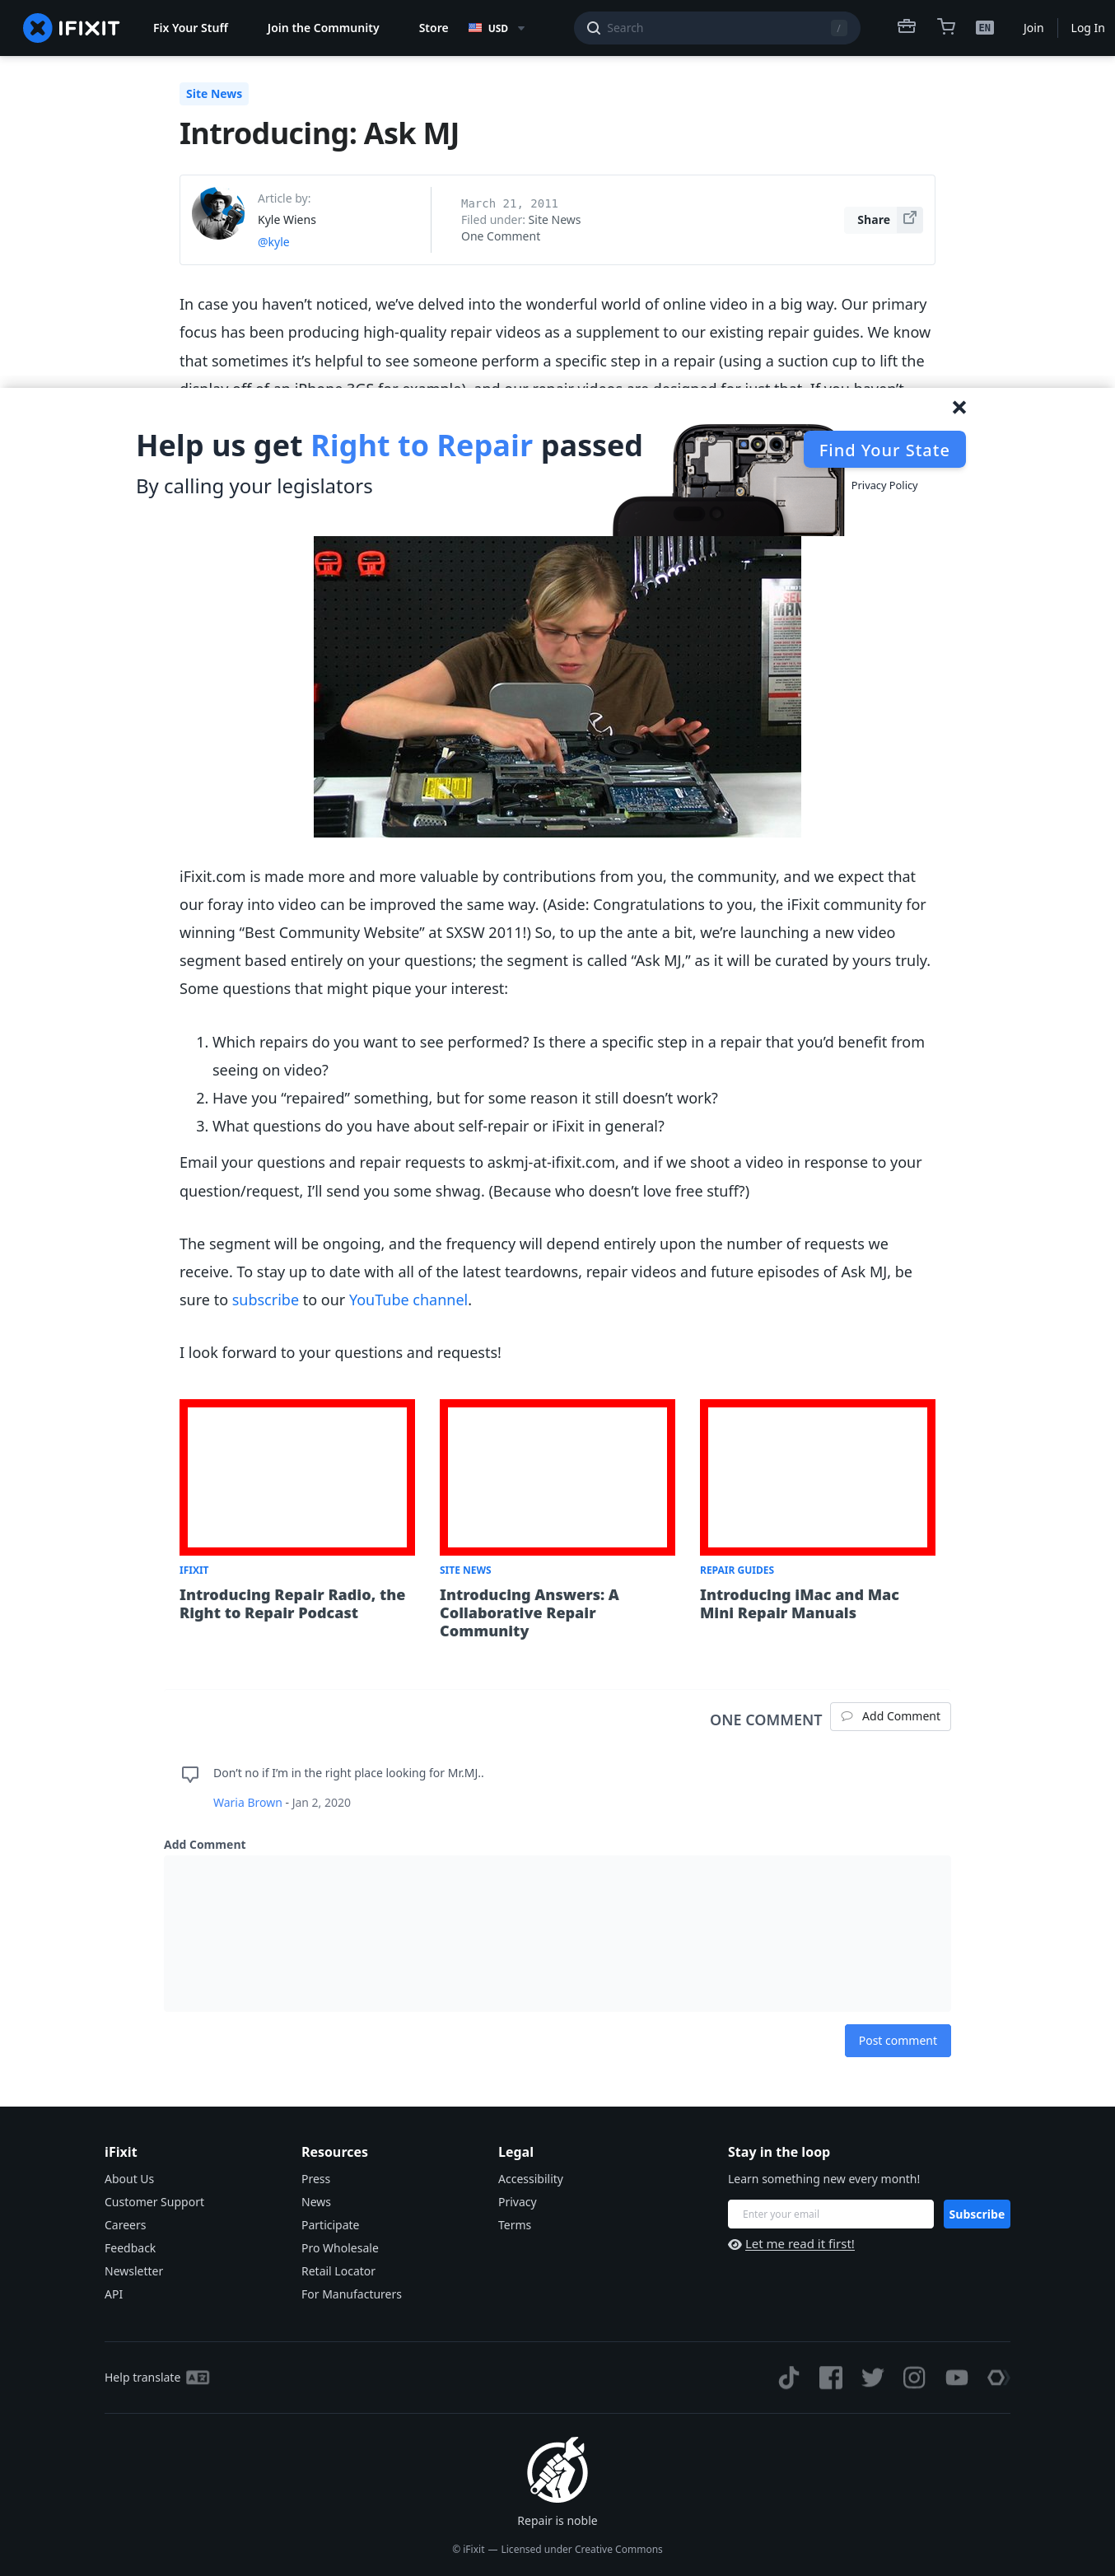 IFIXIT
Fix Your Stuff
Join the Community
Store
USD
Search
/
EN
Join
Log In
Site News
Introducing: Ask MJ
Article by:
Kyle Wiens
@kyle
March 21, 2011
Filed under: Site News
One Comment
Share
In case you haven’t noticed, we’ve delved into the wonderful world of online video in a big way. Our primary
focus has been producing high-quality repair videos as a supplement to our existing repair guides. We know
that sometimes it’s helpful to see someone perform a specific step in a repair (using a suction cup to lift the
display off of an iPhone 3GS for example), and our repair videos are designed for just that. If you haven’t
Help us get Right to Repair passed
By calling your legislators
Find Your State
Privacy Policy
iFixit.com is made more and more valuable by contributions from you, the community, and we expect that
our foray into video can be improved the same way. (Aside: Congratulations to you, the iFixit community for
winning “Best Community Website” at SXSW 2011!) So, to up the ante a bit, we’re launching a new video
segment based entirely on your questions; the segment is called “Ask MJ,” as it will be curated by yours truly.
Some questions that might pique your interest:
1. Which repairs do you want to see performed? Is there a specific step in a repair that you’d benefit from
seeing on video?
2. Have you “repaired” something, but for some reason it still doesn’t work?
3. What questions do you have about self-repair or iFixit in general?
Email your questions and repair requests to askmj-at-ifixit.com, and if we shoot a video in response to your
question/request, I’ll send you some shwag. (Because who doesn’t love free stuff?)
The segment will be ongoing, and the frequency will depend entirely upon the number of requests we
receive. To stay up to date with all of the latest teardowns, repair videos and future episodes of Ask MJ, be
sure to subscribe to our YouTube channel.
I look forward to your questions and requests!
IFIXIT
Introducing Repair Radio, the
Right to Repair Podcast
SITE NEWS
Introducing Answers: A
Collaborative Repair
Community
REPAIR GUIDES
Introducing iMac and Mac
Mini Repair Manuals
ONE COMMENT
Add Comment
Don’t no if I’m in the right place looking for Mr.MJ..
Waria Brown - Jan 2, 2020
Add Comment
Post comment
iFixit
About Us
Customer Support
Careers
Feedback
Newsletter
API
Resources
Press
News
Participate
Pro Wholesale
Retail Locator
For Manufacturers
Legal
Accessibility
Privacy
Terms
Stay in the loop
Learn something new every month!
Enter your email
Subscribe
Let me read it first!
Help translate
Repair is noble
© iFixit — Licensed under Creative Commons